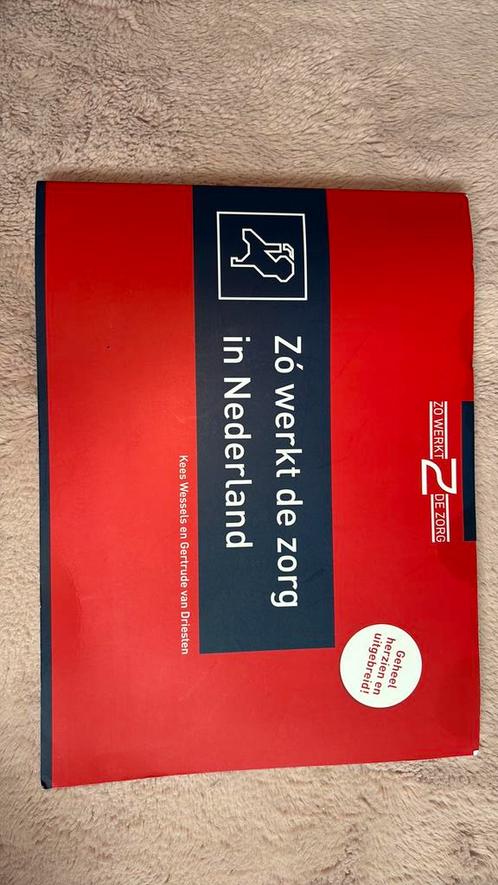 ZO WERKT
DE ZORG
Zó werkt de zorg
in Nederland
Kees Wessels en Gertrude van Driesten
Geheel
herzien en
uitgebreid!